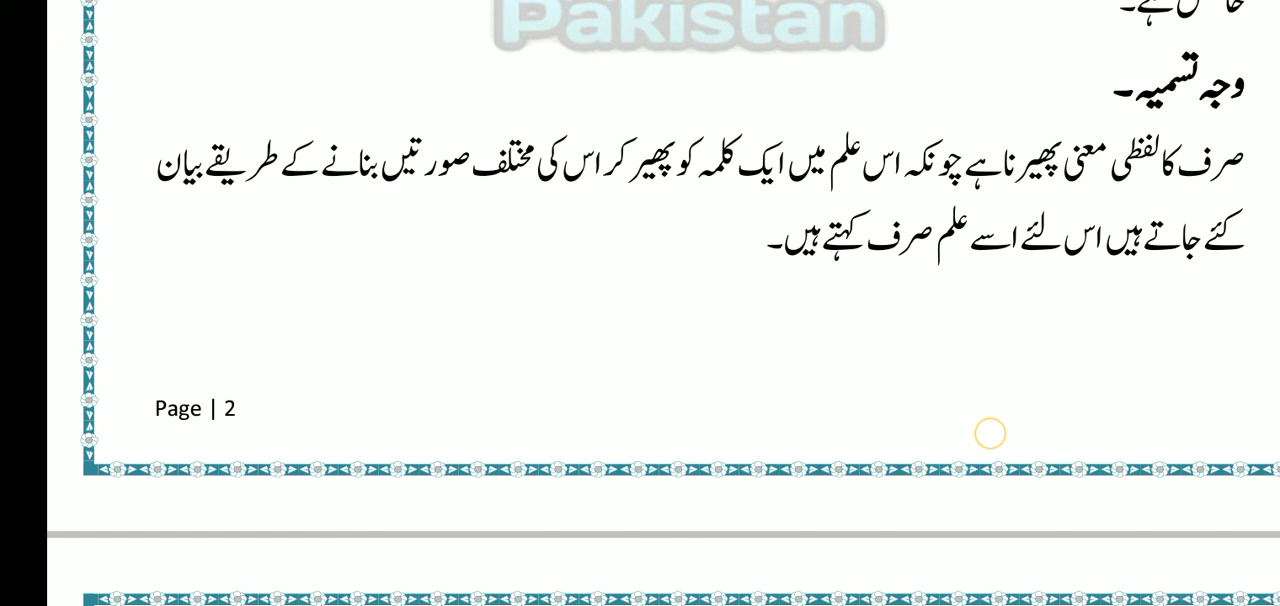 Pakistan
وجہ تسمیہ۔
صرف کا لفظی معنی پھیرنا ہے چونکہ اس علم میں ایک کلمہ کو پھیر کر اس کی مختلف صورتیں بنانے کے طریقے بیان
کئے جاتے ہیں اس لئے اسے علم صرف کہتے ہیں۔
Page | 2